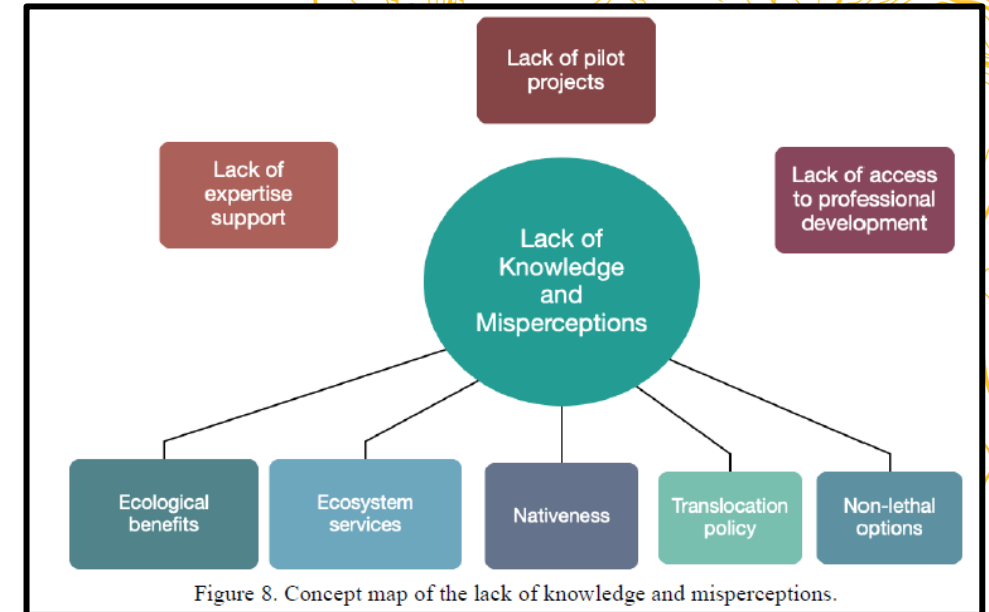 Lack of pilot
projects
Lack of
expertise
support
Lack of access
to professional
development
Lack of
Knowledge
and
Misperceptions
Ecological
benefits
Ecosystem
services
Nativeness
Translocation
policy
Non-lethal
options
Figure 8. Concept map of the lack of knowledge and misperceptions.